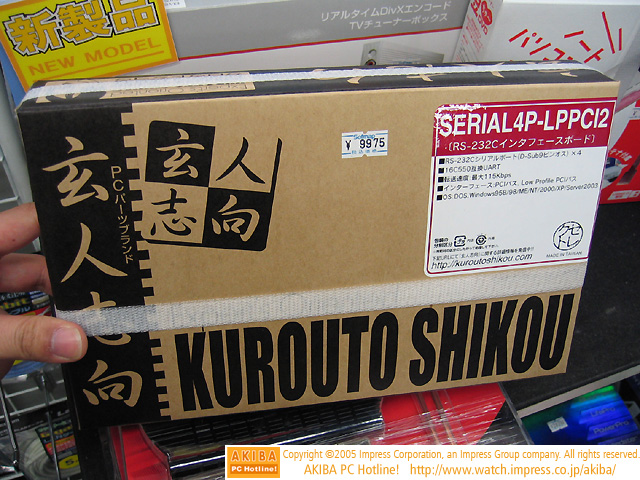 新製品
NEW MODEL
リアルタイムDivXエンコード
TVチューナーボックス
玄人志向
PCパーツブランド
玄人
志向
¥ 9975
SERIAL4P-LPPCI2
〔RS-232Cインタフェースボード〕
■RS-232Cシリアルポート(D-Sub9ピンオス)×4
■16C550互換UART
■転送速度:最大115Kbps
■インターフェース:PCIバス, Low Profile PCIバス
■OS:DOS,Windows95B/98/ME/NT/2000/XP/Server2003
http://kuroutoshikou.com
MADE IN TAIWAN
KUROUTO SHIKOU
AKIBA
PC Hotline!
Copyright ©2005 Impress Corporation, an Impress Group company. All rights reserved.
AKIBA PC Hotline! http://www.watch.impress.co.jp/akiba/